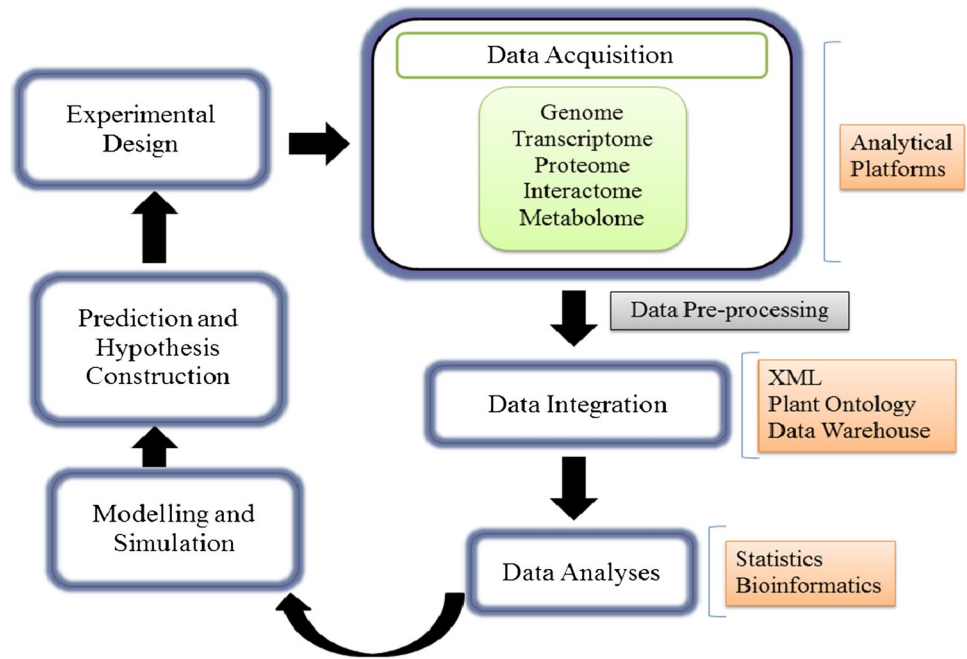 Experimental
Design
Data Acquisition
Genome
Transcriptome
Proteome
Interactome
Metabolome
Analytical
Platforms
Data Pre-processing
Prediction and
Hypothesis
Construction
Data Integration
XML
Plant Ontology
Data Warehouse
Modelling and
Simulation
Data Analyses
Statistics
Bioinformatics